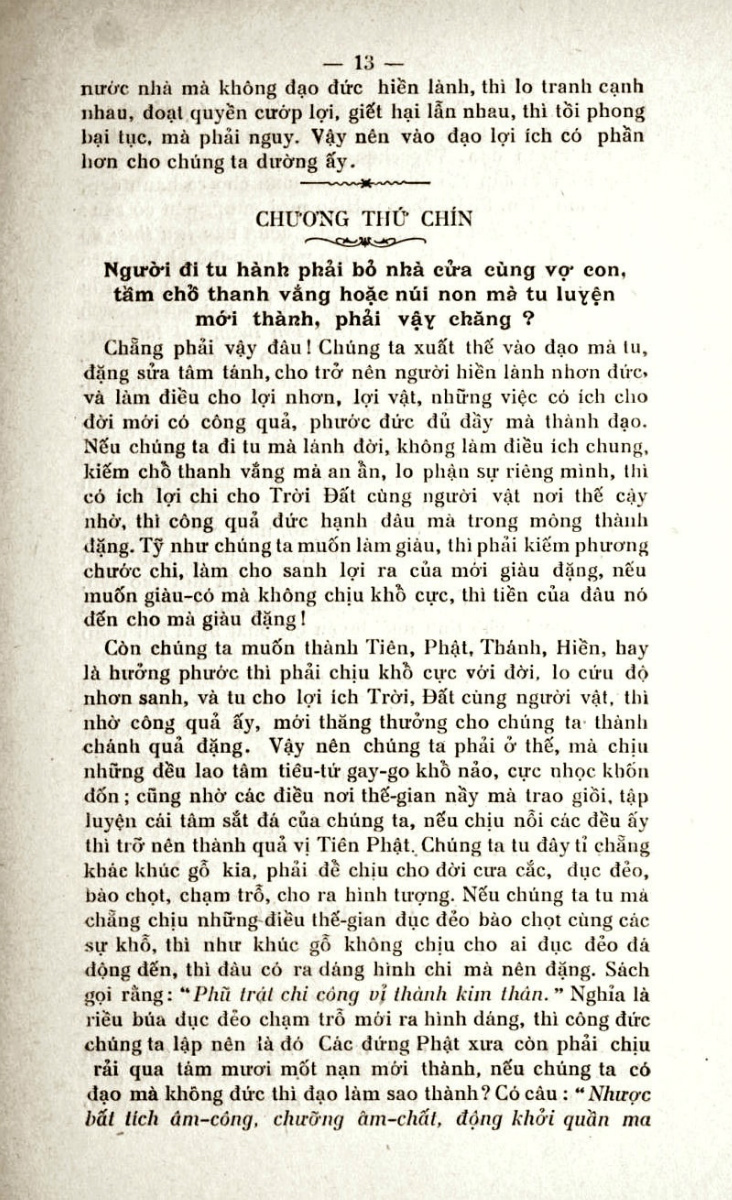 — 13 —
nước nhà mà không đạo đức hiền lành, thì lo tranh cạnh
nhau, đoạt quyền cướp lợi, giết hại lẫn nhau, thì tồi phong
bại tục, mà phải nguy. Vậy nên vào đạo lợi ích có phần
hơn cho chúng ta dường ấy.
CHƯƠNG THỨ CHÍN
Người đi tu hành phải bỏ nhà cửa cùng vợ con,
tầm chỗ thanh vắng hoặc núi non mà tu luyện
mới thành, phải vậy chăng ?
Chẳng phải vậy đâu ! Chúng ta xuất thế vào đạo mà tu,
đặng sửa tâm tánh, cho trở nên người hiền lành nhơn đức,
và làm điều cho lợi nhơn, lợi vật, những việc có ích cho
đời mới có công quả, phước đức đủ đầy mà thành đạo.
Nếu chúng ta đi tu mà lánh đời, không làm điều ích chung,
kiếm chỗ thanh vắng mà an ẩn, lo phận sự riêng mình, thì
có ích lợi chi cho Trời Đất cùng người vật nơi thế cậy
nhờ, thì công quả đức hạnh đâu mà trong mòng thành
đặng. Tỹ như chúng ta muốn làm giàu, thì phải kiếm phương
chước chi, làm cho sanh lợi ra của mới giàu đặng, nếu
muốn giàu-có mà không chịu khổ cực, thì tiền của đâu nó
đến cho mà giàu đặng !
Còn chúng ta muốn thành Tiên, Phật, Thánh, Hiền, hay
là hưởng phước thì phải chịu khổ cực với đời, lo cứu độ
nhơn sanh, và tu cho lợi ích Trời, Đất cùng người vật, thì
nhờ công quả ấy, mới thăng thưởng cho chúng ta thành
chánh quả đặng. Vậy nên chúng ta phải ở thế, mà chịu
những đều lao tâm tiêu-tứ gay-go khổ nảo, cực nhọc khốn
đốn ; cũng nhờ các điều nơi thế-gian nầy mà trao giồi, tập
luyện cái tâm sắt đá của chúng ta, nếu chịu nỗi các đều ấy
thì trỡ nên thành quả vị Tiên Phật. Chúng ta tu đây tỉ chẳng
khác khúc gỗ kia, phải để chịu cho đời cưa cắc, đục đẻo,
bào chọt, chạm trỗ, cho ra hình tượng. Nếu chúng ta tu mà
chẳng chịu những điều thế-gian đục đẻo bào chọt cùng các
sự khỗ, thì như khúc gỗ không chịu cho ai đục đẻo đá
động đến, thì đâu có ra dáng hình chi mà nên đặng. Sách
gọi rằng : “Phũ trát chi công vỉ thành kim thân.” Nghĩa là
riều búa đục đẻo chạm trỗ mới ra hình dáng, thì công đức
chúng ta lập nên là đó Các đứng Phật xưa còn phải chịu
rải qua tám mươi mốt nạn mới thành, nếu chúng ta có
đạo mà không đức thì đạo làm sao thành ? Có câu : “Nhược
bất tích âm-công, chưỡng âm-chất, động khởi quần ma